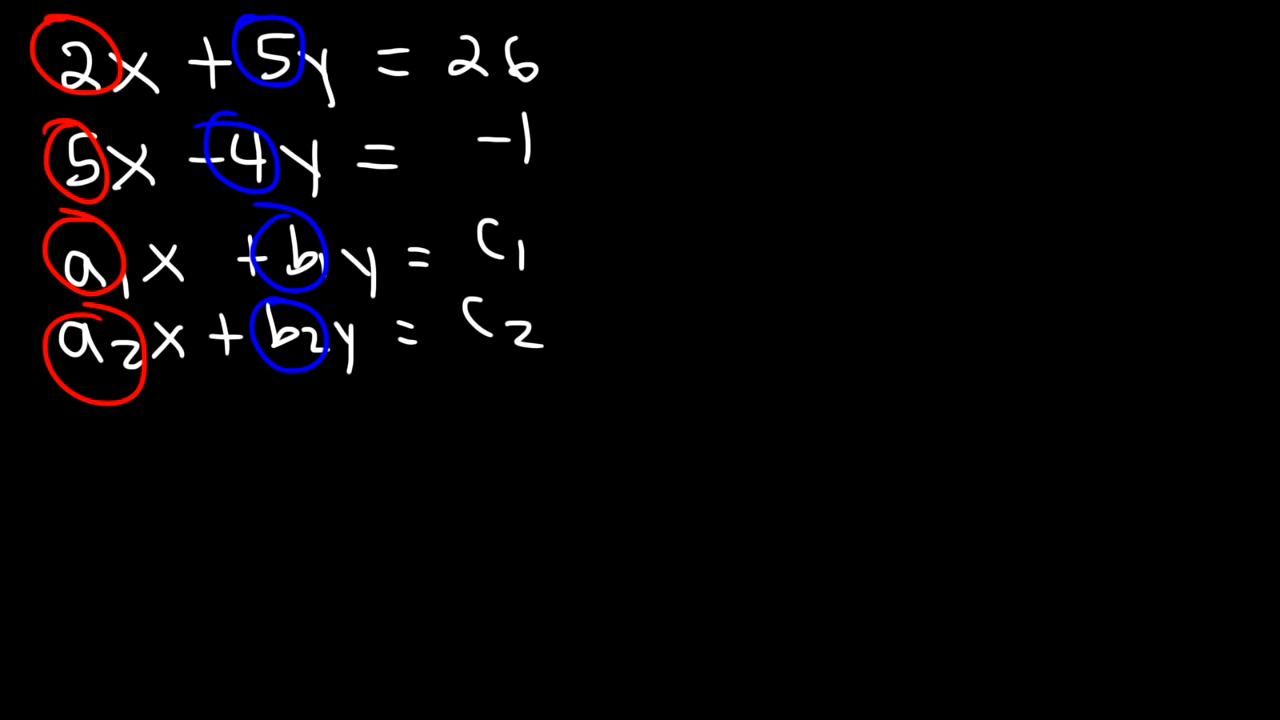 2x + 5y = 26
5x - 4y = -1
a₁x + b₁y = c₁
a₂x + b₂y = c₂